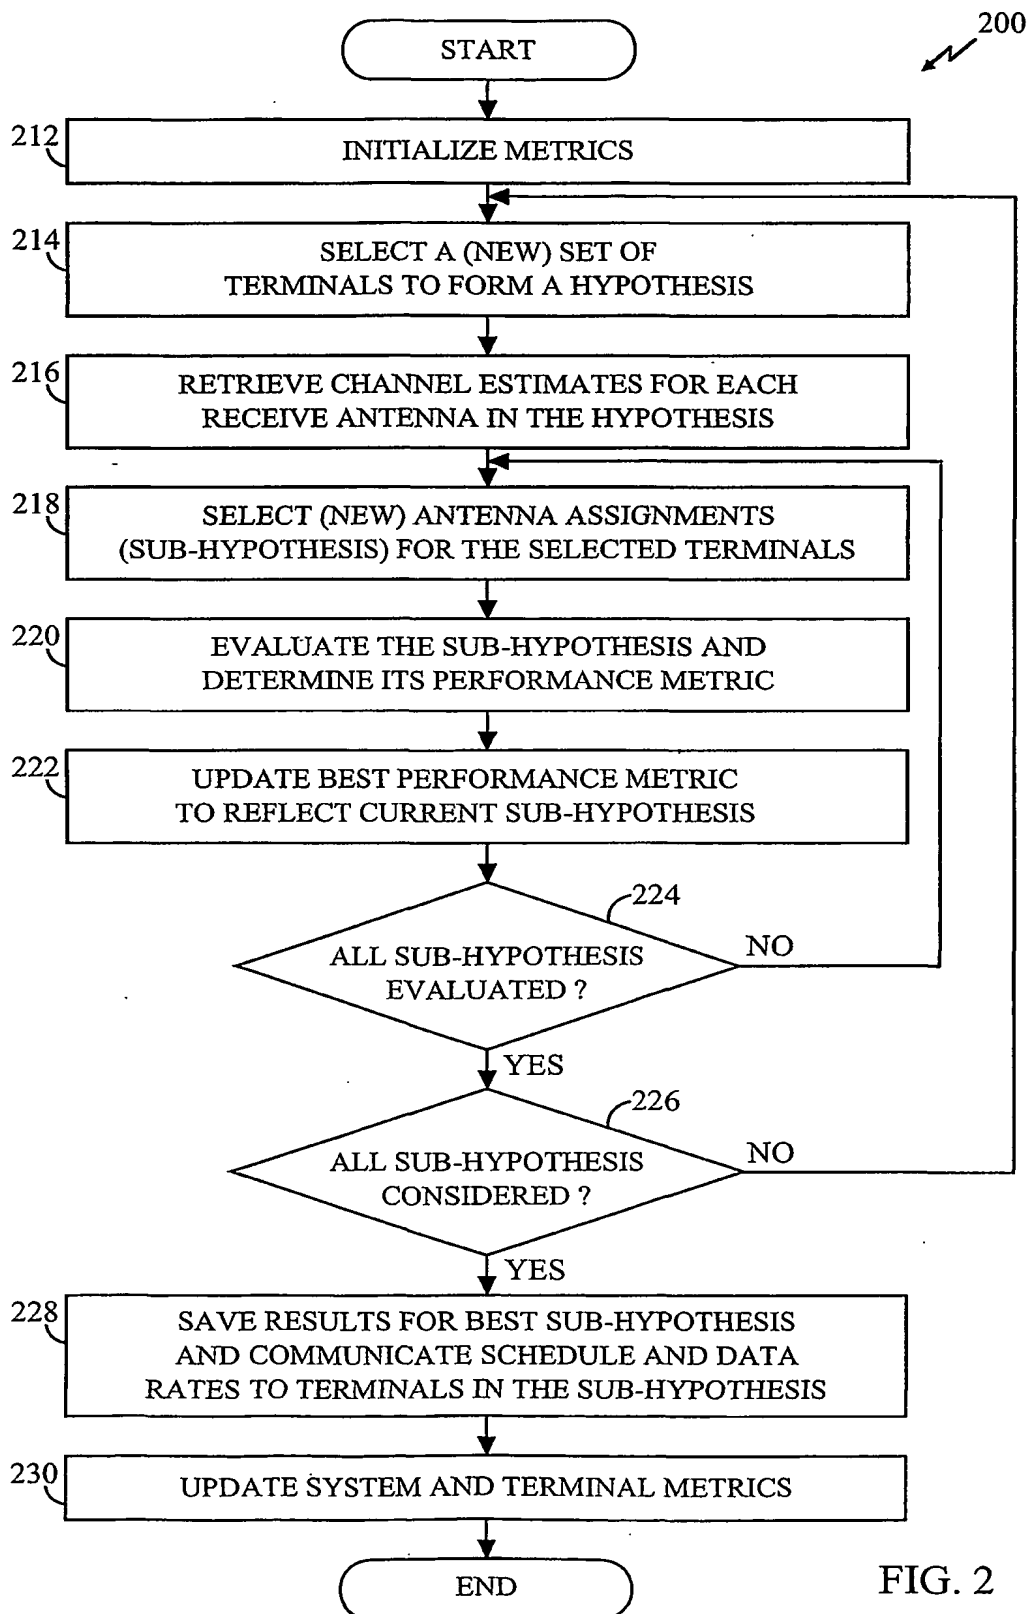 200
START
212
INITIALIZE METRICS
214
SELECT A (NEW) SET OF
TERMINALS TO FORM A HYPOTHESIS
216
RETRIEVE CHANNEL ESTIMATES FOR EACH
RECEIVE ANTENNA IN THE HYPOTHESIS
218
SELECT (NEW) ANTENNA ASSIGNMENTS
(SUB-HYPOTHESIS) FOR THE SELECTED TERMINALS
220
EVALUATE THE SUB-HYPOTHESIS AND
DETERMINE ITS PERFORMANCE METRIC
222
UPDATE BEST PERFORMANCE METRIC
TO REFLECT CURRENT SUB-HYPOTHESIS
224
ALL SUB-HYPOTHESIS
EVALUATED ?
NO
YES
226
ALL SUB-HYPOTHESIS
CONSIDERED ?
NO
YES
228
SAVE RESULTS FOR BEST SUB-HYPOTHESIS
AND COMMUNICATE SCHEDULE AND DATA
RATES TO TERMINALS IN THE SUB-HYPOTHESIS
230
UPDATE SYSTEM AND TERMINAL METRICS
END
FIG. 2